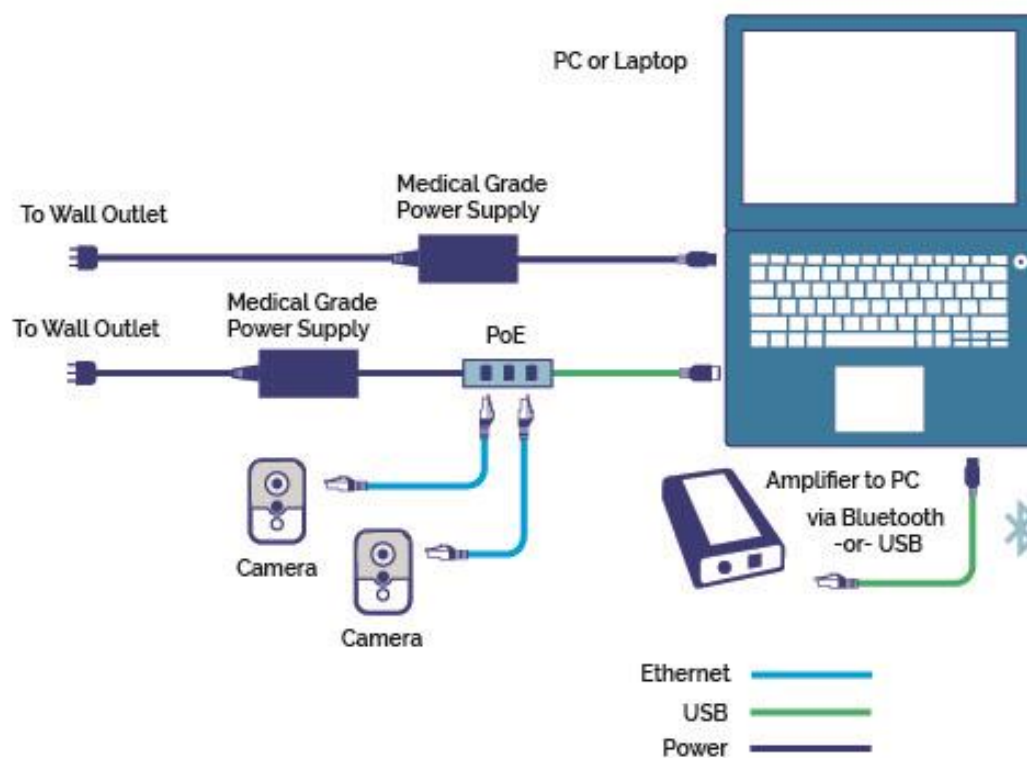 PC or Laptop
Medical Grade
Power Supply
To Wall Outlet
Medical Grade
Power Supply
To Wall Outlet
PoE
Amplifier to PC
via Bluetooth
-or- USB
Camera
Camera
Ethernet
USB
Power